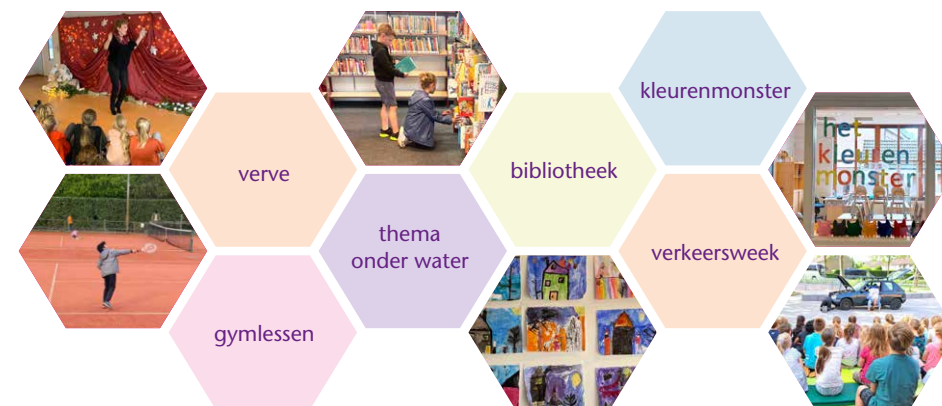 kleurenmonster
het
kleuren
monster
verve
bibliotheek
thema
onder water
verkeersweek
gymlessen